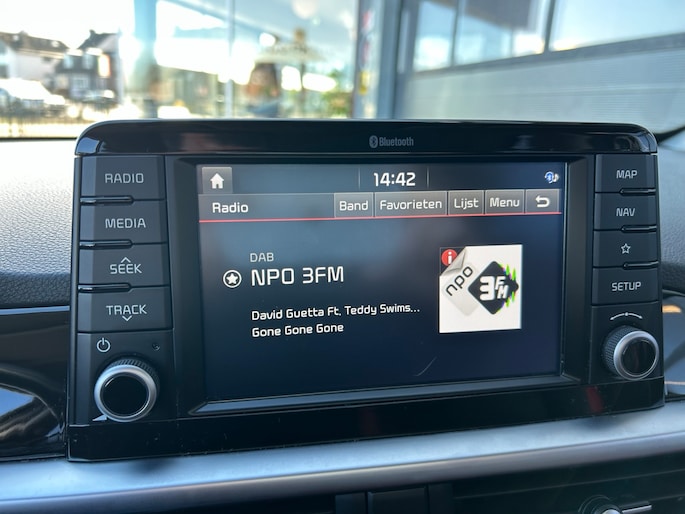 Bluetooth
RADIO
MEDIA
SEEK
TRACK
14:42
Radio
Band
Favorieten
Lijst
Menu
DAB
NPO 3FM
David Guetta Ft. Teddy Swims...
Gone Gone Gone
i
npo
3FM
MAP
NAV
SETUP